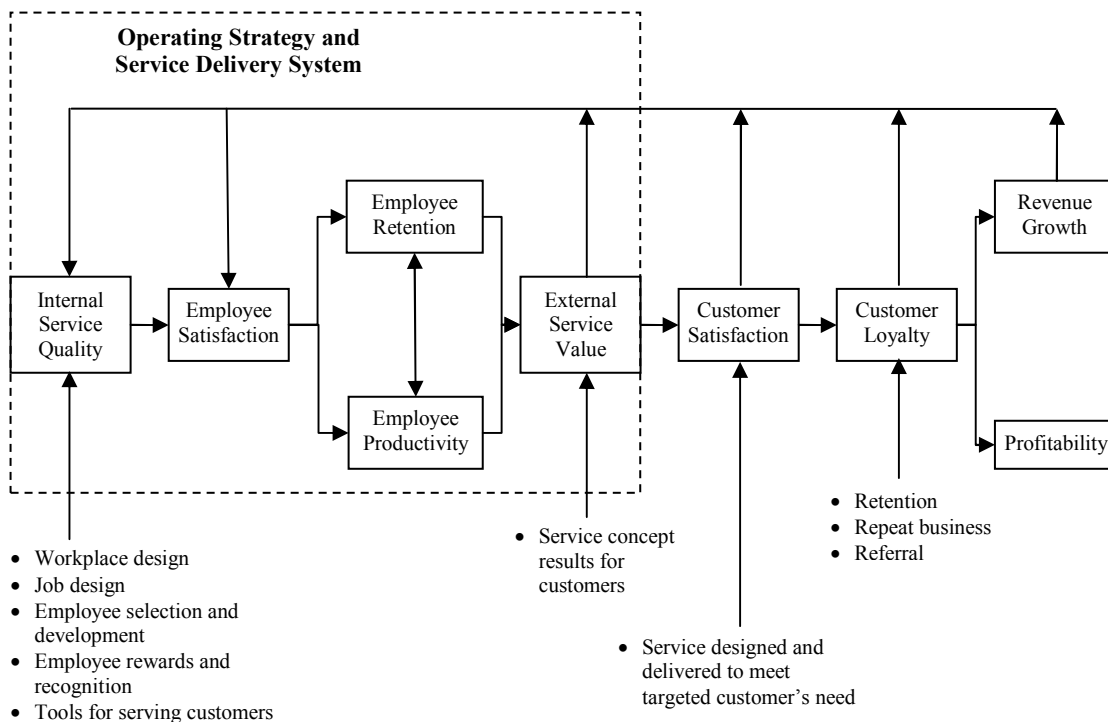 Operating Strategy and
Service Delivery System
Employee
Retention
Revenue
Growth
Internal
Service
Quality
Employee
Satisfaction
External
Service
Value
Customer
Satisfaction
Customer
Loyalty
Employee
Productivity
Profitability
• Workplace design
• Job design
• Employee selection and
development
• Employee rewards and
recognition
• Tools for serving customers
• Service concept
results for
customers
• Service designed and
delivered to meet
targeted customer’s need
• Retention
• Repeat business
• Referral